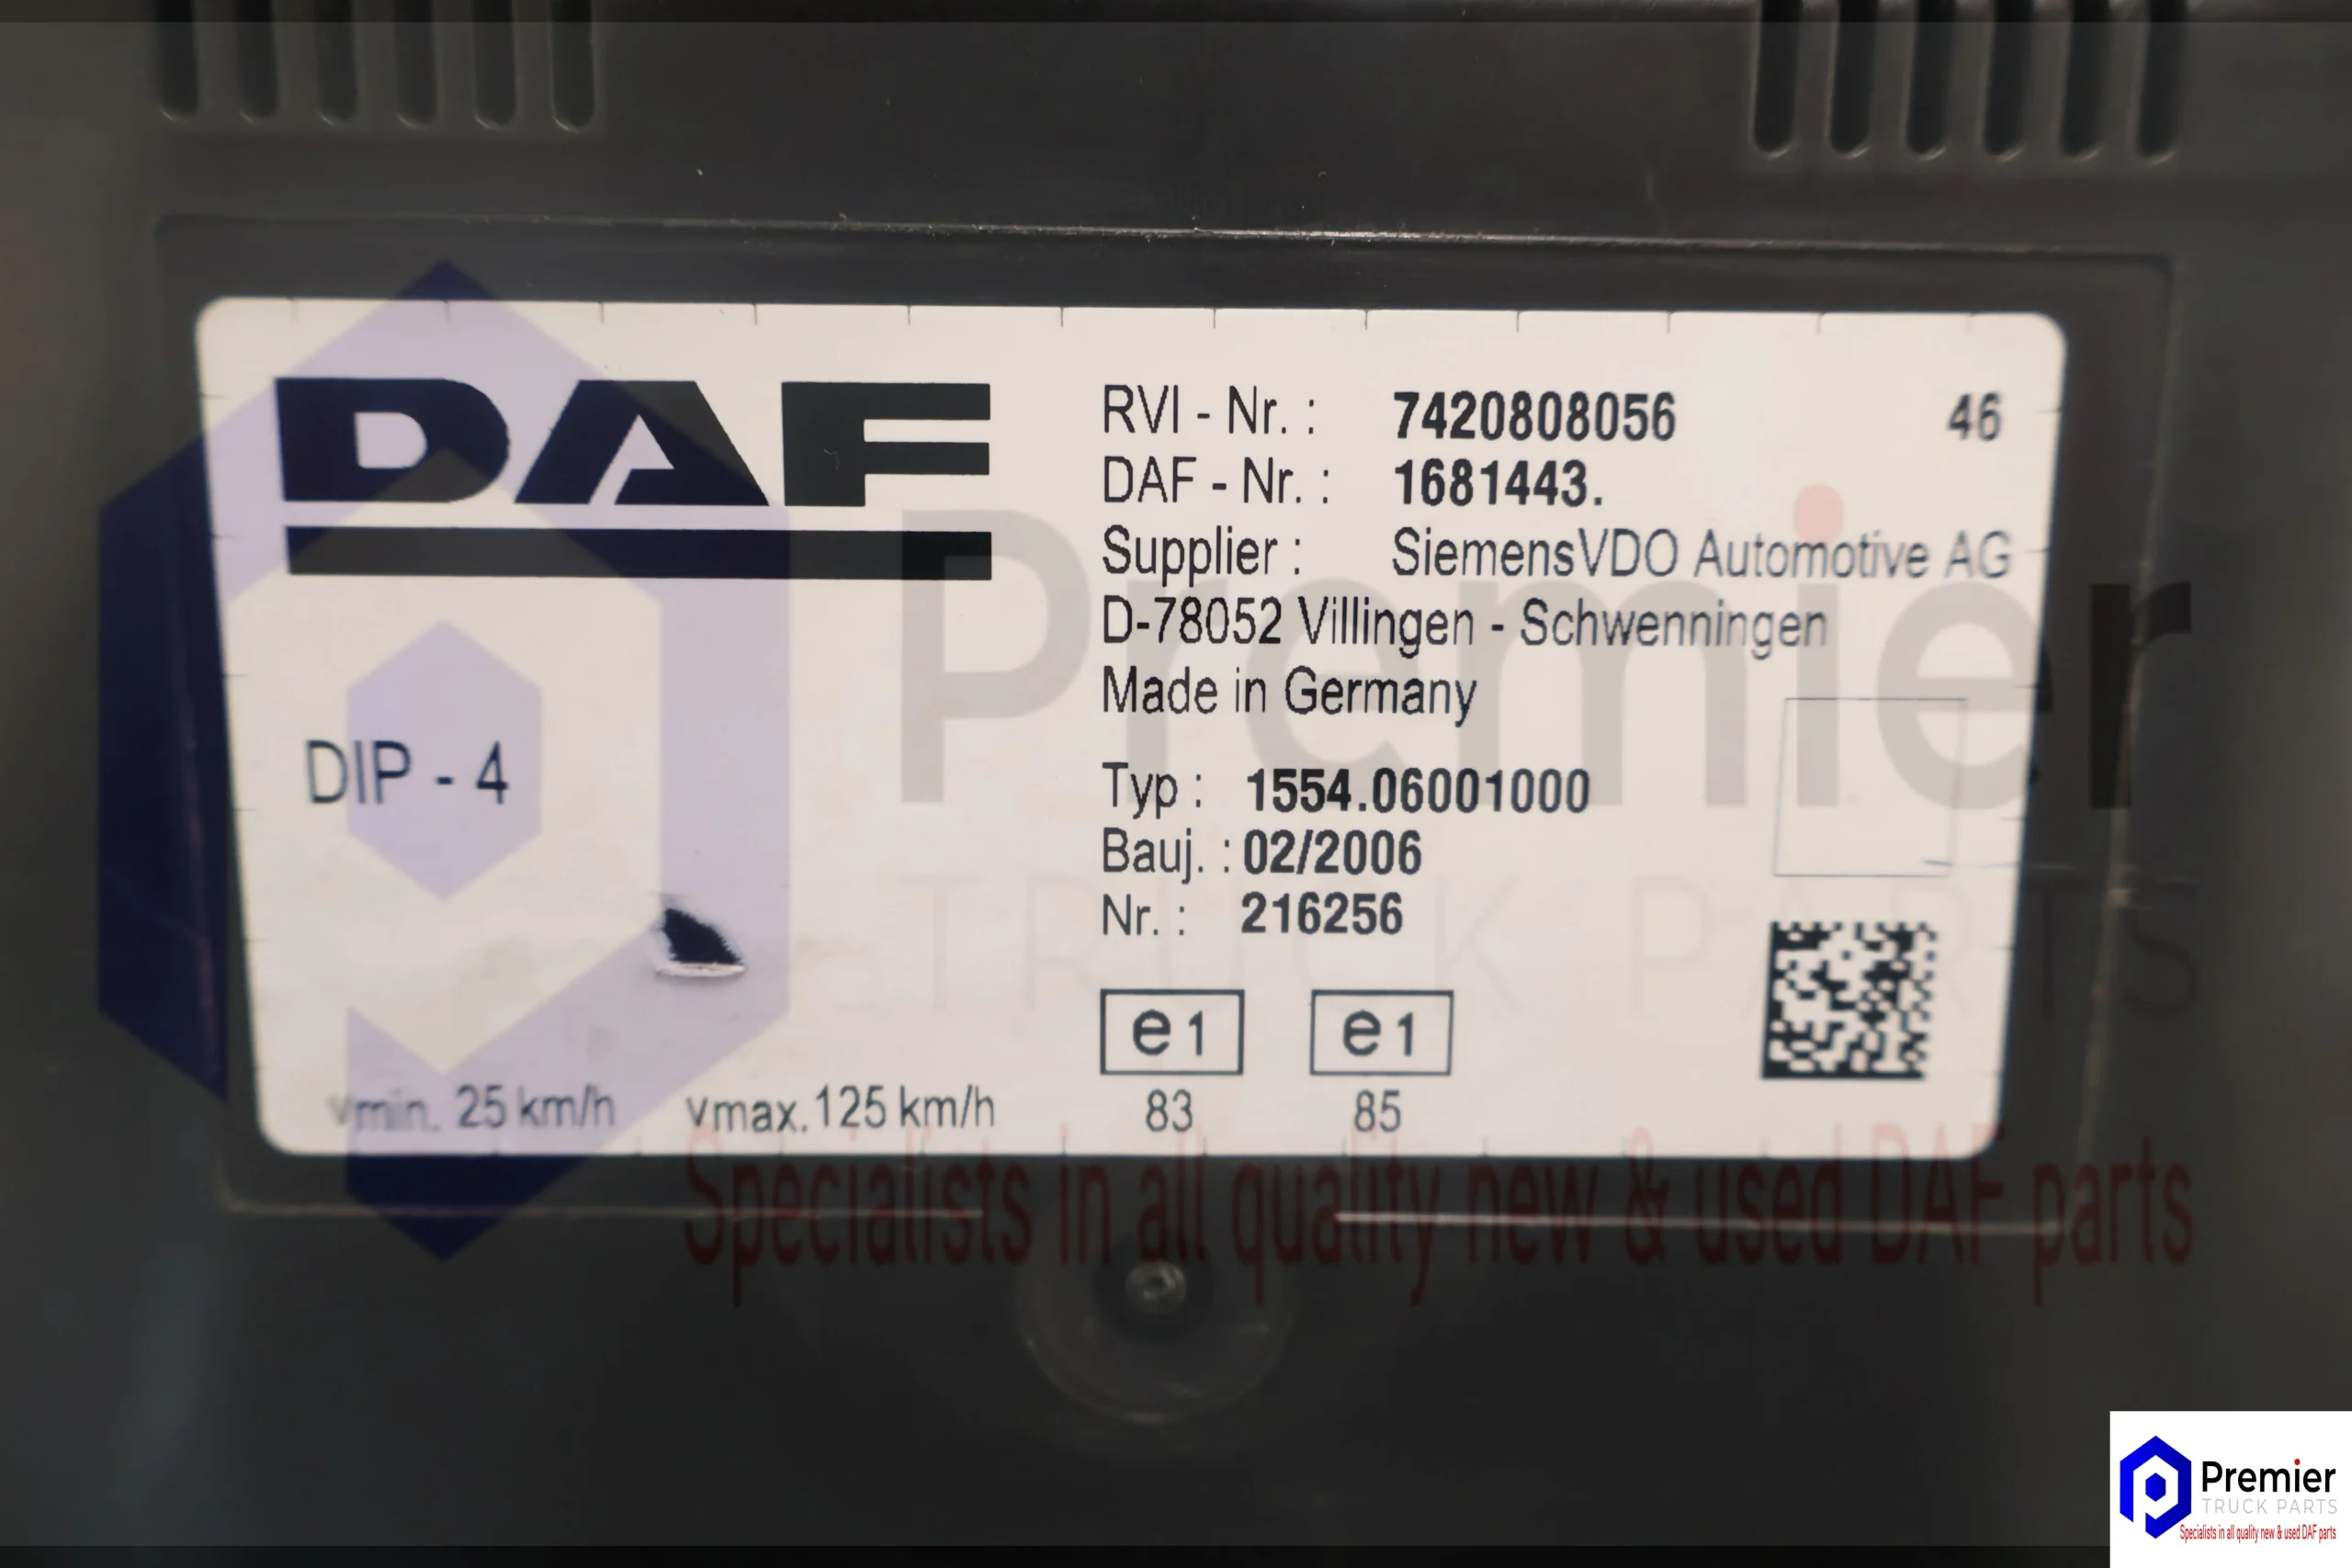 DAF
DIP - 4
vmin. 25 km/h vmax. 125 km/h
RVI - Nr. : 7420808056 46
DAF - Nr. : 1681443.
Supplier : SiemensVDO Automotive AG
D-78052 Villingen - Schwenningen
Made in Germany
Typ : 1554.06001000
Bauj. : 02/2006
Nr. : 216256
e1 e1
83 85
Premier
TRUCK PARTS
Specialists in all quality new & used DAF parts
Premier
TRUCK PARTS
Specialists in all quality new & used DAF parts